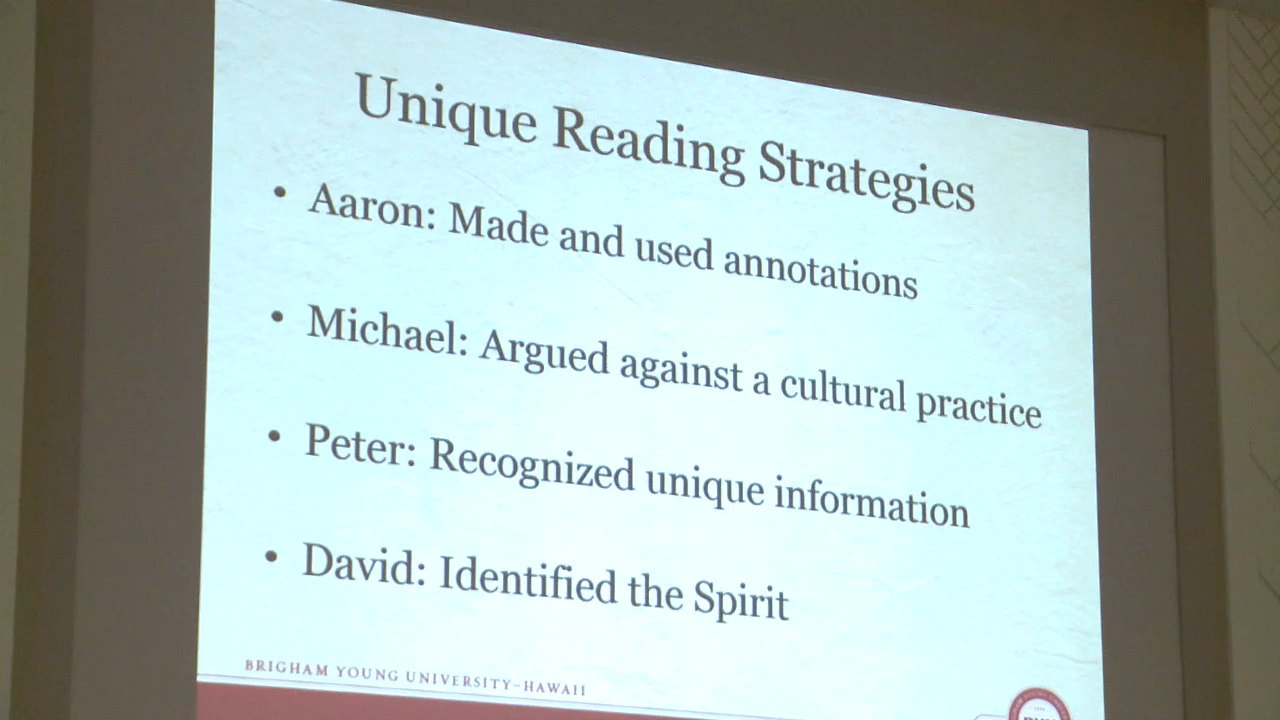 Unique Reading Strategies
• Aaron: Made and used annotations
• Michael: Argued against a cultural practice
• Peter: Recognized unique information
• David: Identified the Spirit
BRIGHAM YOUNG UNIVERSITY–HAWAII